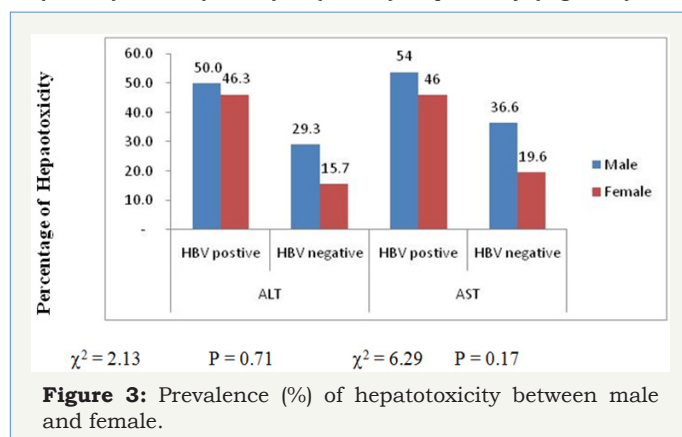 Percentage of Hepaotoxicity
60.0
50.0
40.0
30.0
20.0
10.0
-
50.0
46.3
29.3
15.7
54
46
36.6
19.6
HBV postive HBV negative HBV positive HBV negative
ALT AST
Male
Female
χ² = 2.13 P = 0.71 χ² = 6.29 P = 0.17
Figure 3: Prevalence (%) of hepatotoxicity between male
and female.